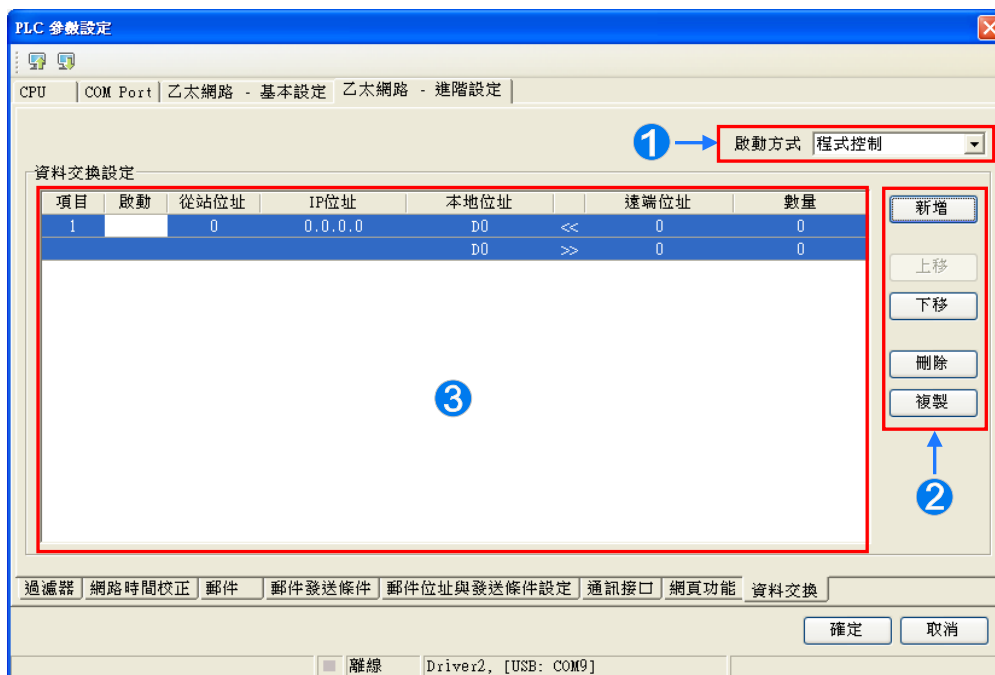 PLC 參數設定
CPU COM Port 乙太網路 - 基本設定 乙太網路 - 進階設定
1 啟動方式 程式控制
資料交換設定
項目 啟動 從站位址 IP位址 本地位址 遠端位址 數量
1 0 0.0.0.0 D0 << 0 0
D0 >> 0 0
新增
上移
下移
刪除
複製
3
2
過濾器 網路時間校正 郵件 郵件發送條件 郵件位址與發送條件設定 通訊接口 網頁功能 資料交換
確定 取消
離線 Driver2, [USB: COM9]